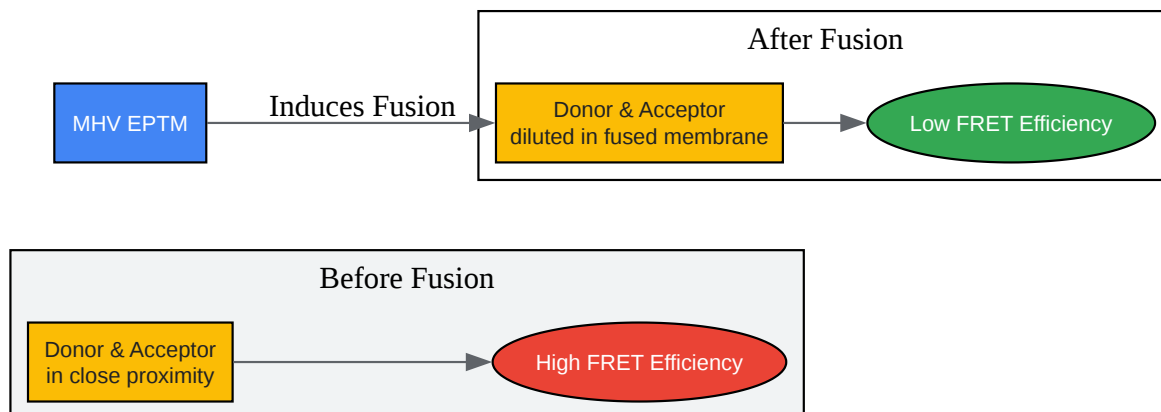 After Fusion
MHV EPTM
Induces Fusion
Donor & Acceptor
diluted in fused membrane
Low FRET Efficiency
Before Fusion
Donor & Acceptor
in close proximity
High FRET Efficiency